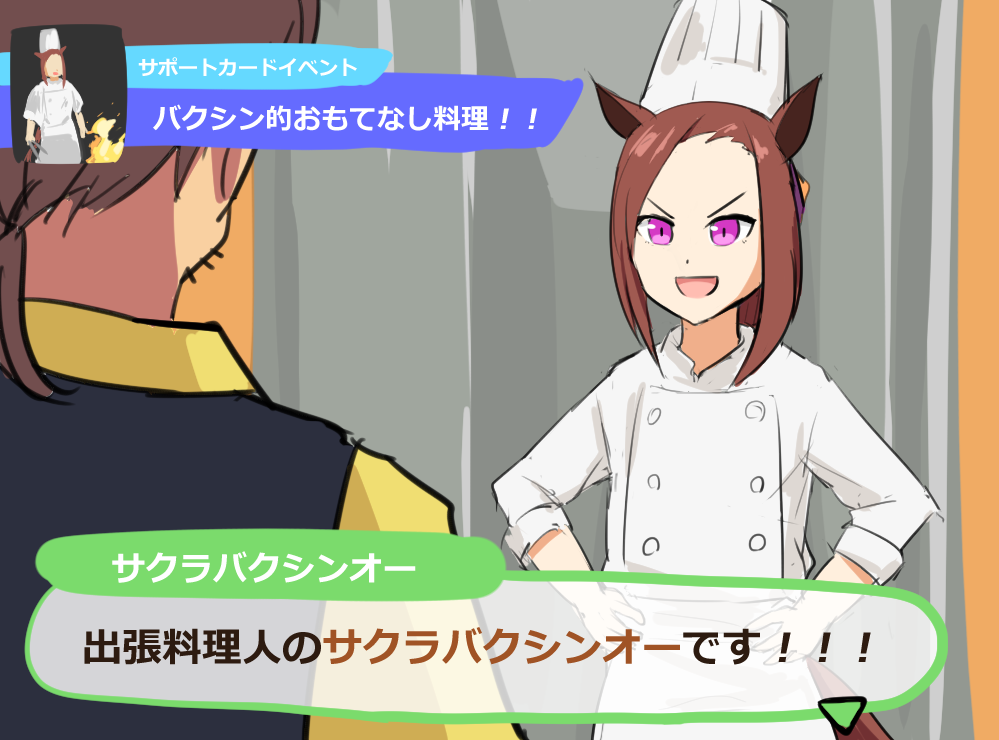 サポートカードイベント
バクシン的おもてなし料理！！
サクラバクシンオー
出張料理人のサクラバクシンオーです！！！